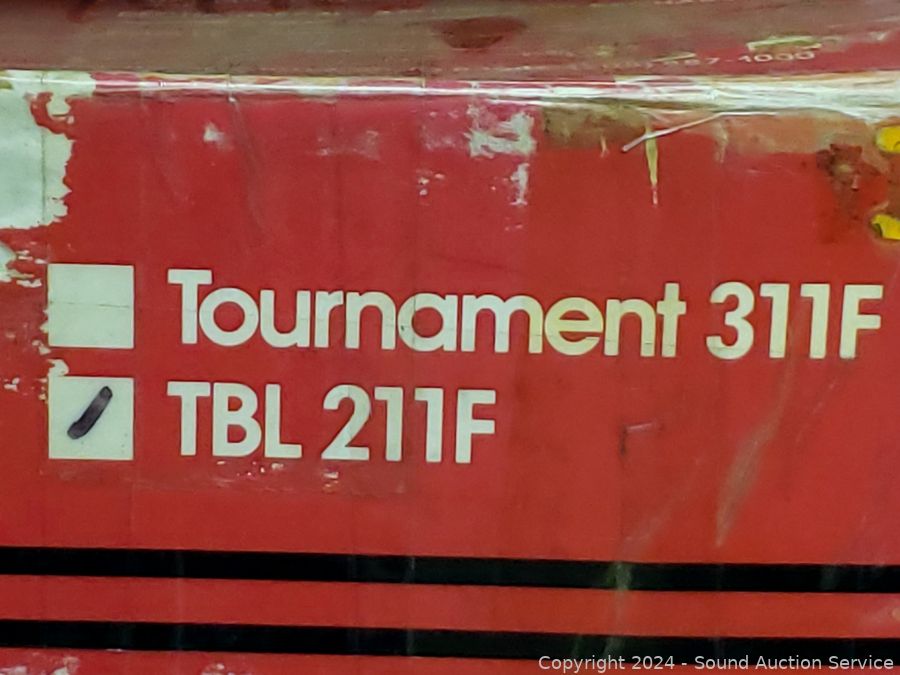 Tournament 311F
TBL 211F
Copyright 2024 - Sound Auction Service